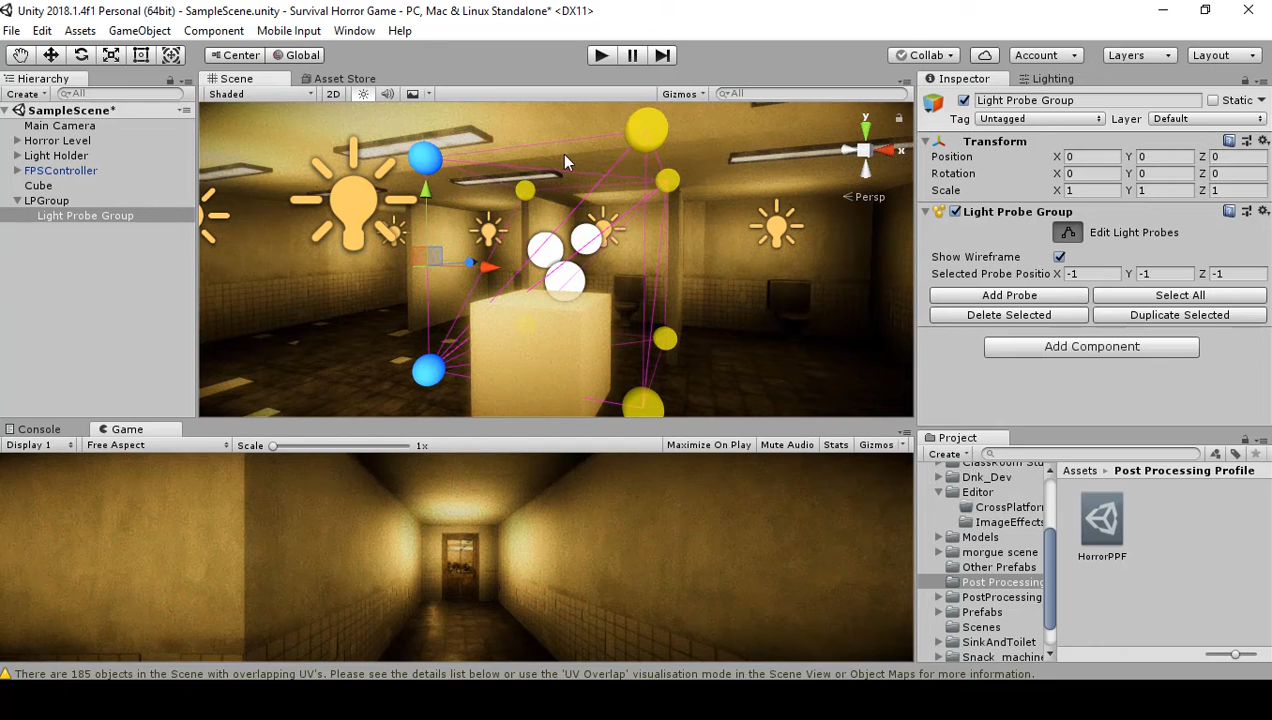 Unity 2018.1.4f1 Personal (64bit) - SampleScene.unity - Survival Horror Game - PC, Mac & Linux Standalone* <DX11>
File Edit Assets GameObject Component Mobile Input Window Help
Center Global Collab Account Layers Layout
Hierarchy Scene Asset Store Inspector Lighting
Create All Shaded 2D Gizmos All
SampleScene*
Main Camera
Horror Level
Light Holder
FPSController
Cube
LPGroup
Light Probe Group
y
x
Persp
Light Probe Group Static
Tag Untagged Layer Default
Transform
Position X 0 Y 0 Z 0
Rotation X 0 Y 0 Z 0
Scale X 1 Y 1 Z 1
Light Probe Group
Edit Light Probes
Show Wireframe
Selected Probe Positio X -1 Y -1 Z -1
Add Probe Select All
Delete Selected Duplicate Selected
Add Component
Console Game
Display 1 Free Aspect Scale 1x Maximize On Play Mute Audio Stats Gizmos
Project
Create
Dnk_Dev
Editor
CrossPlatfor
ImageEffects
Models
morgue scene
Other Prefabs
Post Processing
PostProcessing
Prefabs
Scenes
SinkAndToilet
Snack_machine
Assets Post Processing Profile
HorrorPPF
There are 185 objects in the Scene with overlapping UV's. Please see the details list below or use the 'UV Overlap' visualisation mode in the Scene View or Object Maps for more information.